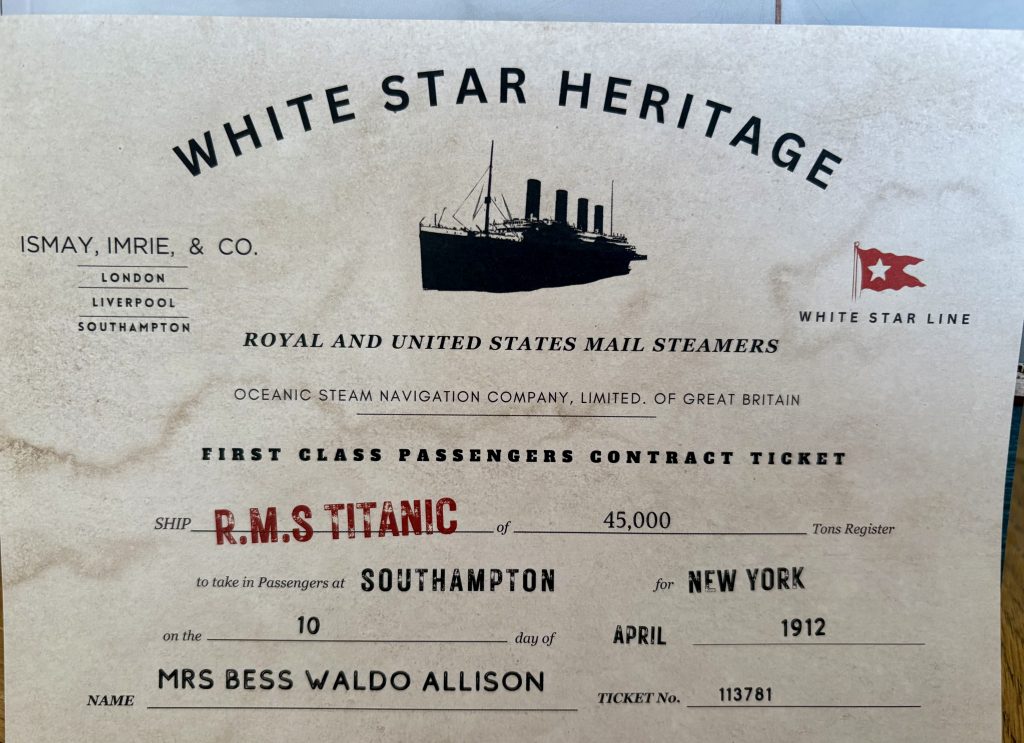 WHITE STAR HERITAGE
ISMAY, IMRIE, & CO.
LONDON
LIVERPOOL
SOUTHAMPTON
WHITE STAR LINE
ROYAL AND UNITED STATES MAIL STEAMERS
OCEANIC STEAM NAVIGATION COMPANY, LIMITED. OF GREAT BRITAIN
FIRST CLASS PASSENGERS CONTRACT TICKET
SHIP R.M.S TITANIC of 45,000 Tons Register
to take in Passengers at SOUTHAMPTON for NEW YORK
on the 10 day of APRIL 1912
NAME MRS BESS WALDO ALLISON TICKET No. 113781